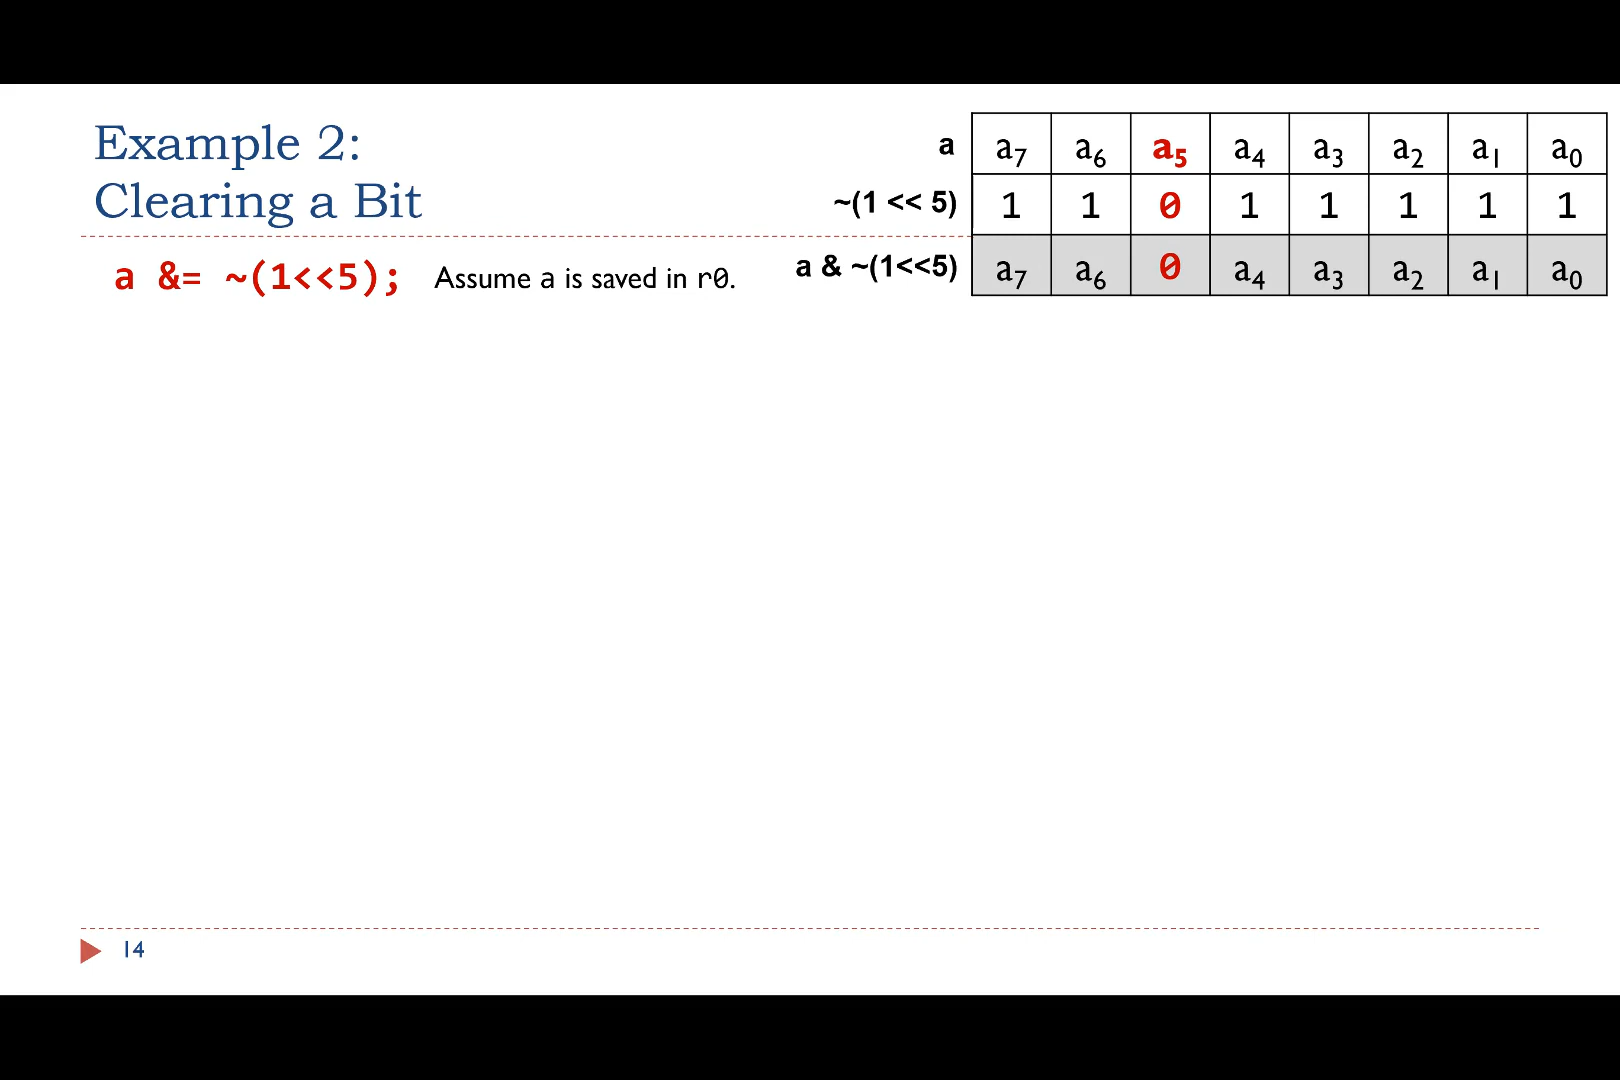 Example 2:
Clearing a Bit
a &= ~(1<<5); Assume a is saved in r0.
a a₇ a₆ a₅ a₄ a₃ a₂ a₁ a₀
~(1 << 5) 1 1 0 1 1 1 1 1
a & ~(1<<5) a₇ a₆ 0 a₄ a₃ a₂ a₁ a₀
14